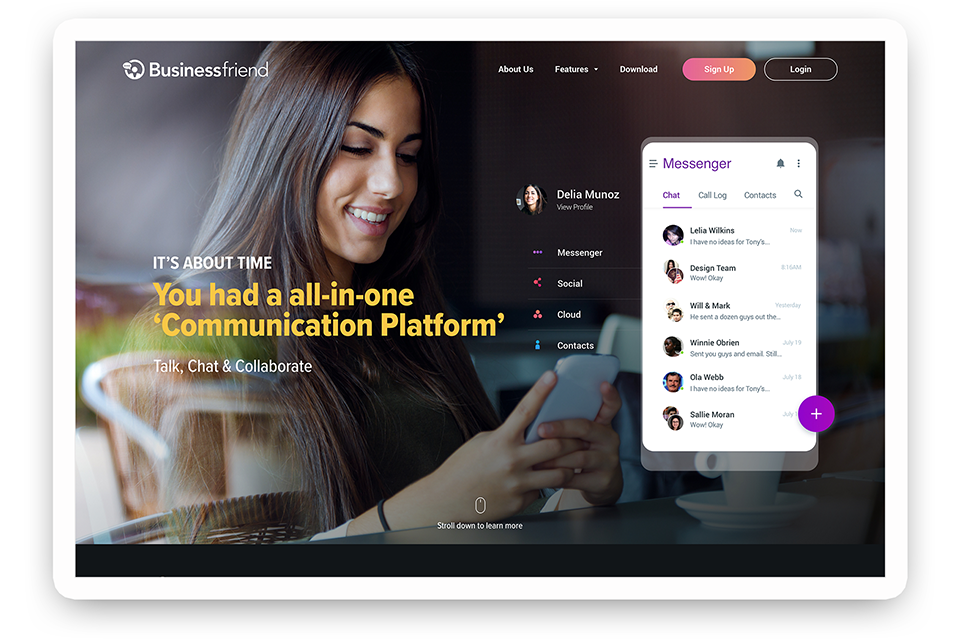 Businessfriend
About Us
Features
Download
Sign Up
Login
IT'S ABOUT TIME
You had a all-in-one
‘Communication Platform’
Talk, Chat & Collaborate
Delia Munoz
View Profile
Messenger
Social
Cloud
Contacts
Messenger
Chat Call Log Contacts
Lelia Wilkins Now
I have no ideas for Tony's...
Design Team 8:16AM
Wow! Okay
Will & Mark Yesterday
He sent a dozen guys out the...
Winnie Obrien July 19
Sent you guys and email. Still...
Ola Webb July 18
I have no ideas for Tony's...
Sallie Moran July
Wow! Okay
+
Stroll down to learn more